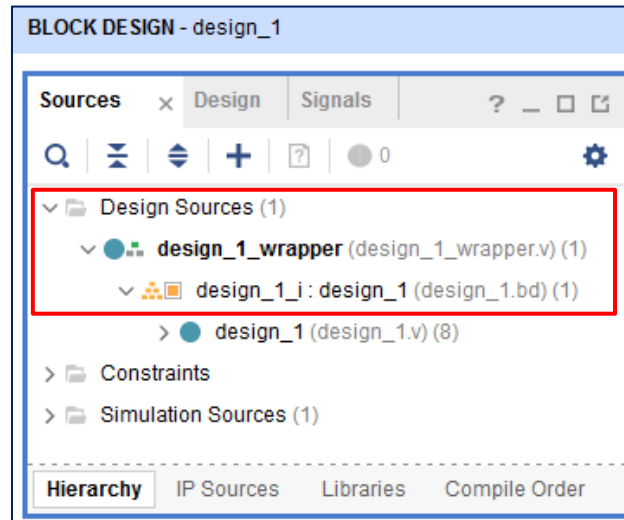 BLOCK DESIGN - design_1
Sources Design Signals
0
Design Sources (1)
design_1_wrapper (design_1_wrapper.v) (1)
design_1_i : design_1 (design_1.bd) (1)
design_1 (design_1.v) (8)
Constraints
Simulation Sources (1)
Hierarchy IP Sources Libraries Compile Order